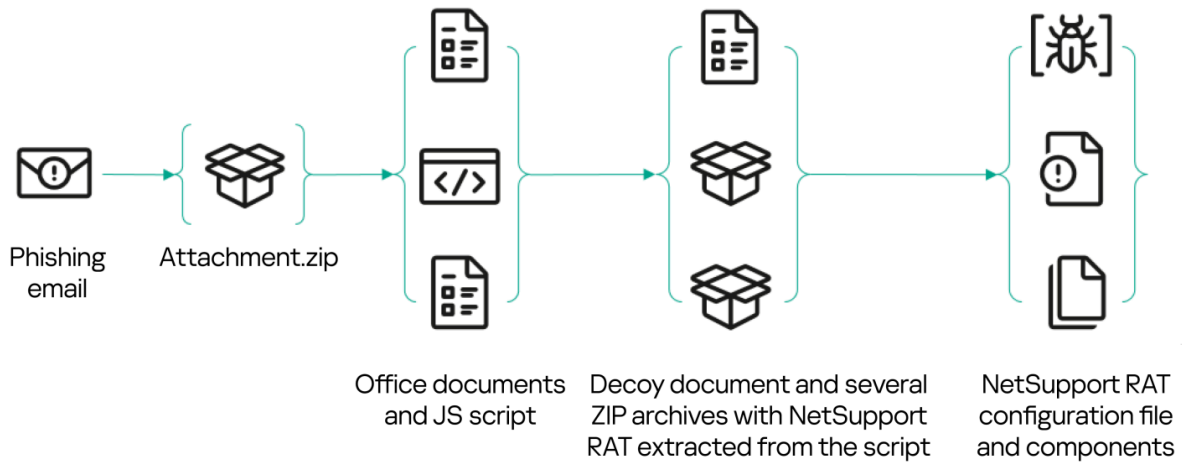 Phishing
email
Attachment.zip
</>
Office documents
and JS script
Decoy document and several
ZIP archives with NetSupport
RAT extracted from the script
NetSupport RAT
configuration file
and components